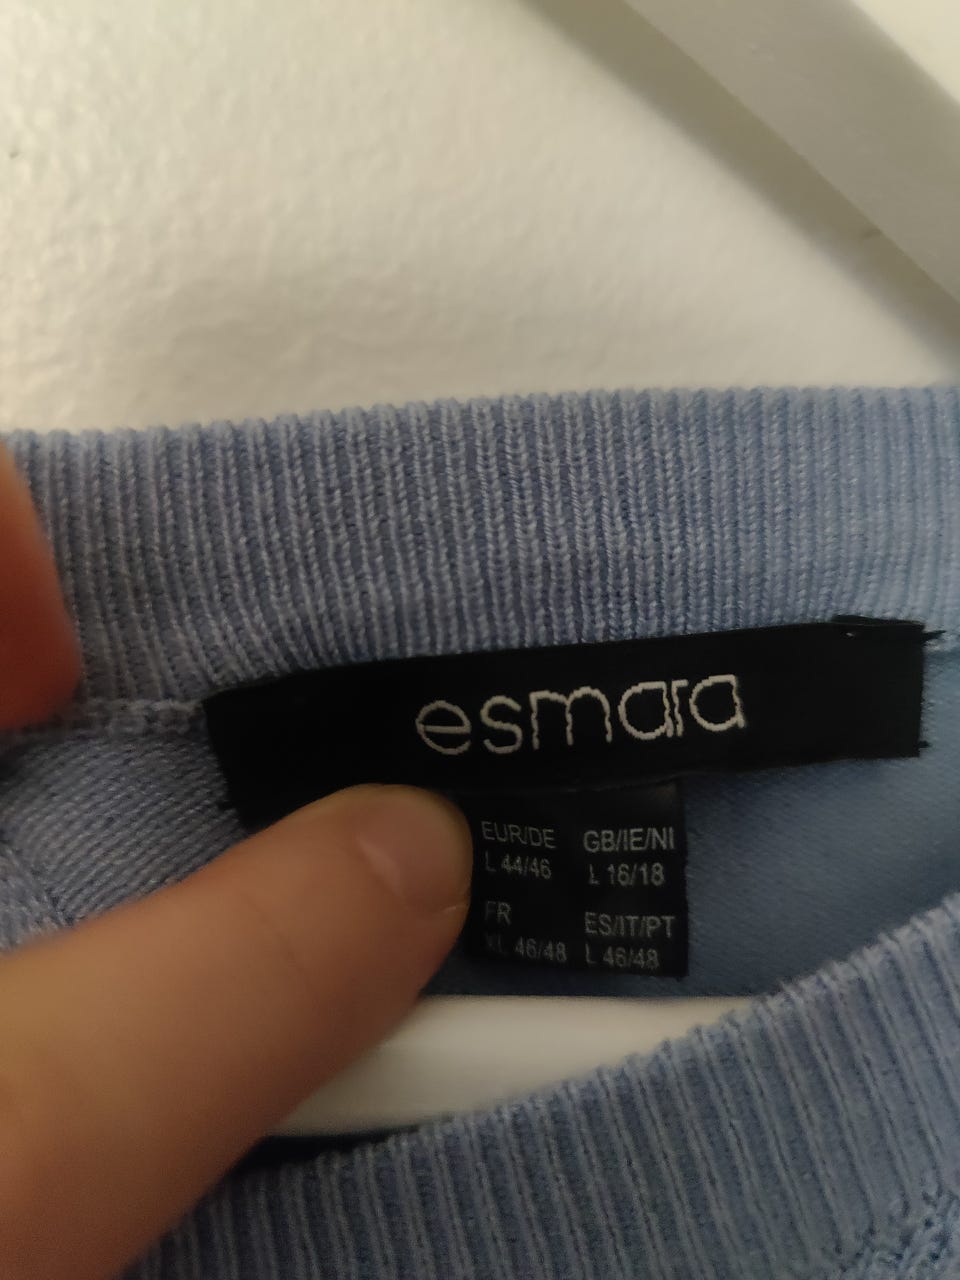 esmara
EUR/DE GB/IE/NI
L 44/46 L 16/18
FR ES/IT/PT
XL 46/48 L 46/48